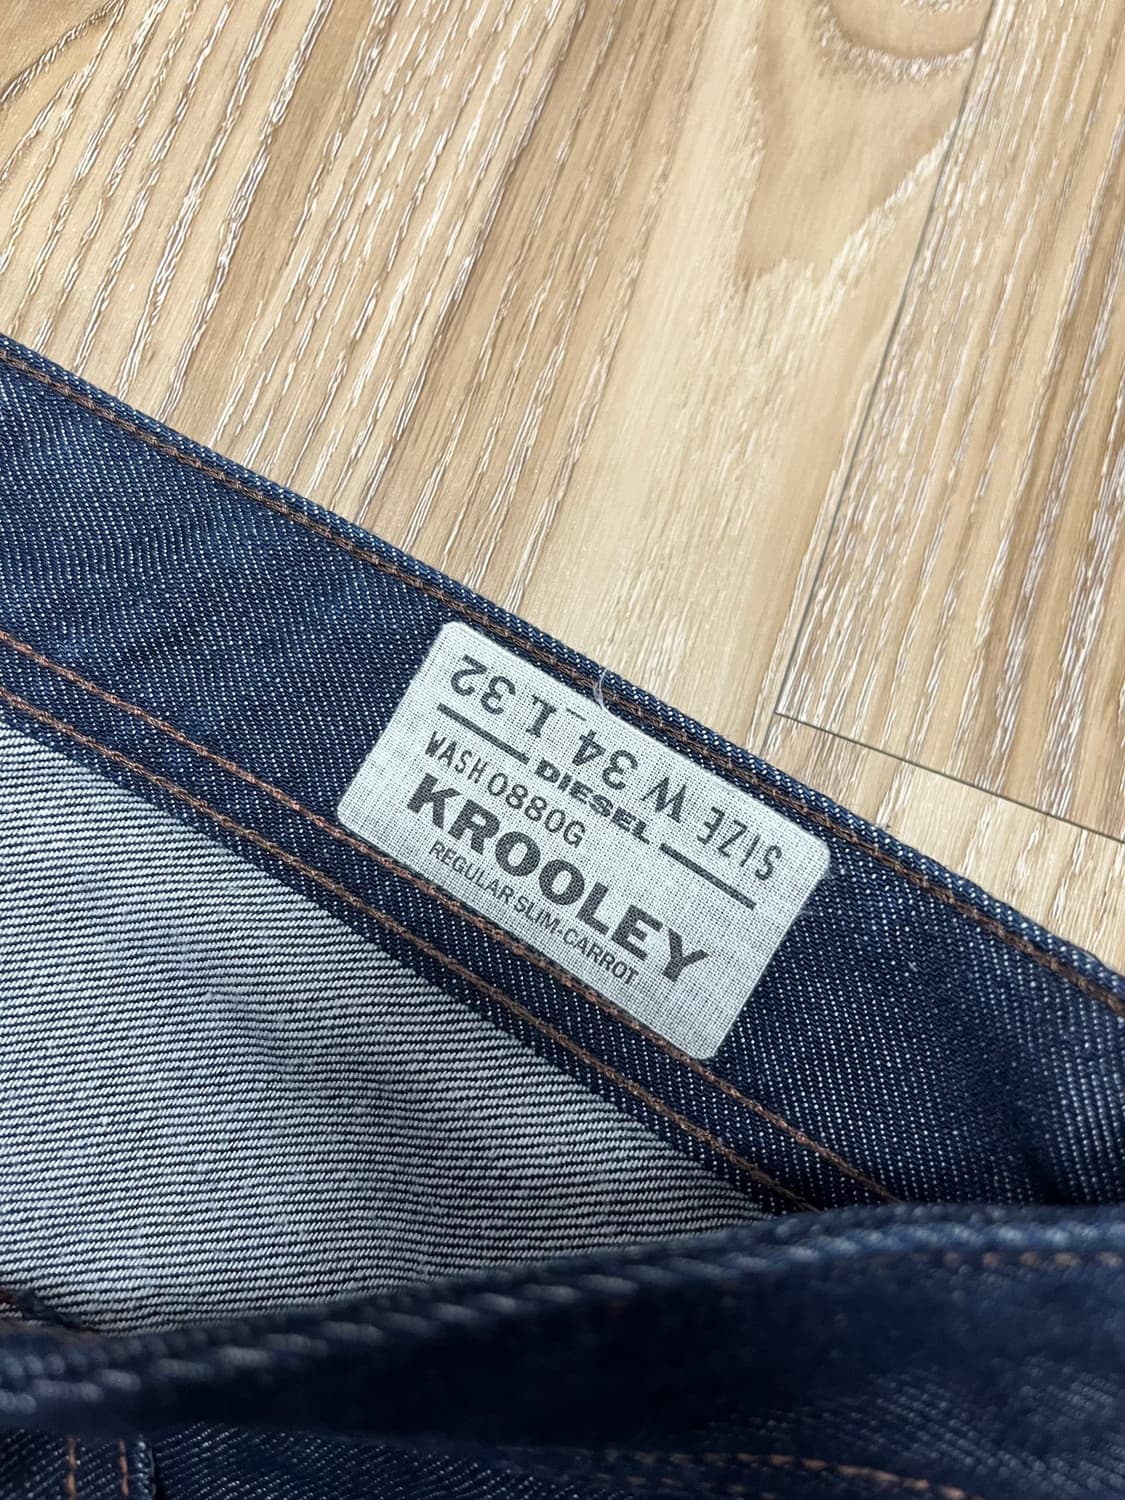 SIZE W 34 L 32
DIESEL
WASH 0880G
KROOLEY
REGULAR SLIM-CARROT